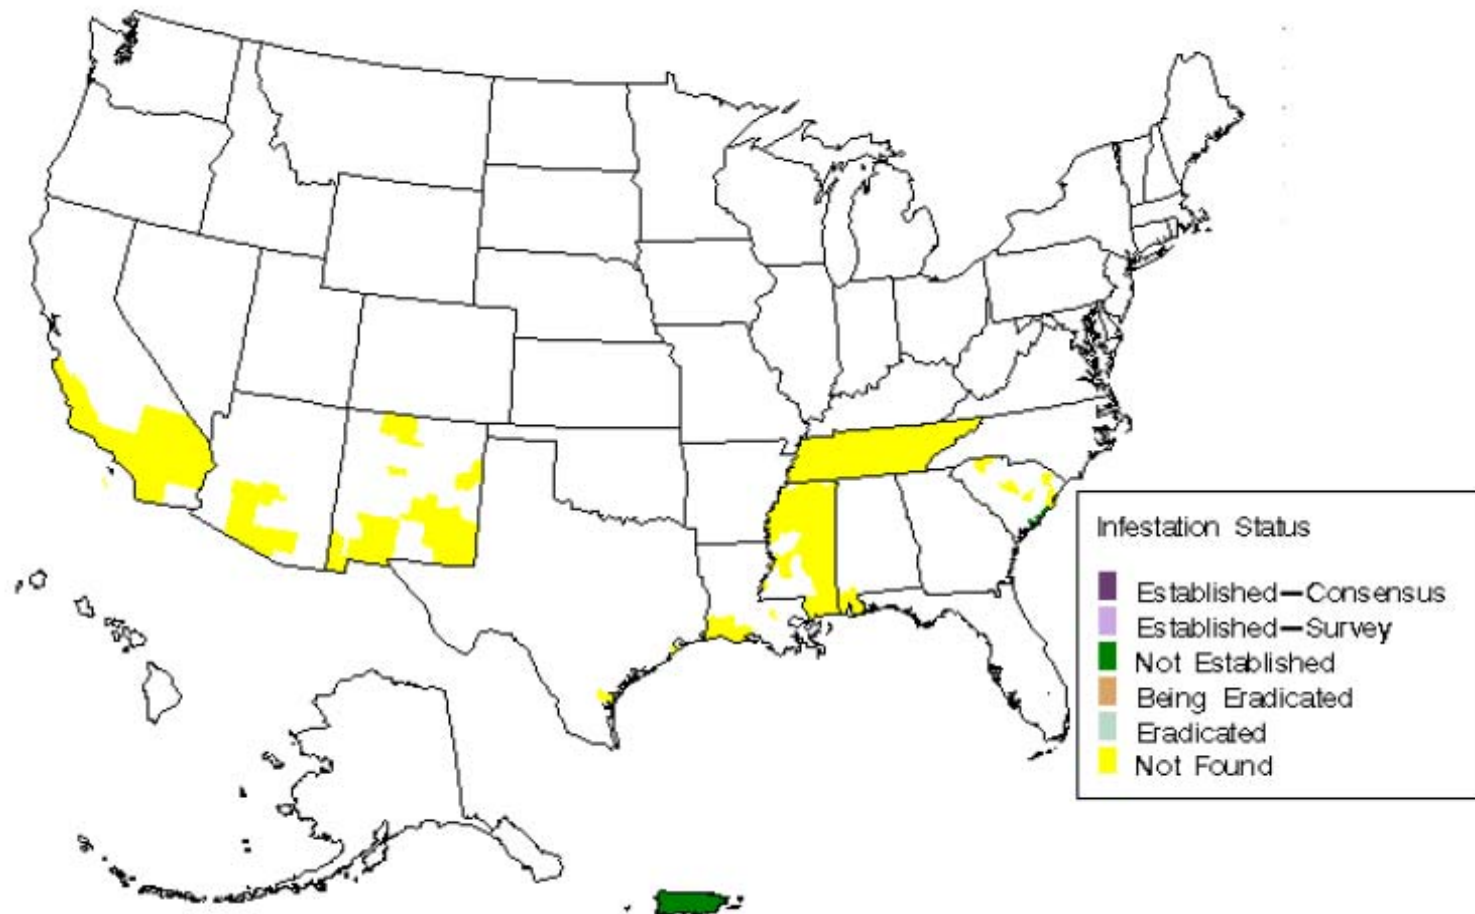 Infestation Status
Established—Consensus
Established—Survey
Not Established
Being Eradicated
Eradicated
Not Found